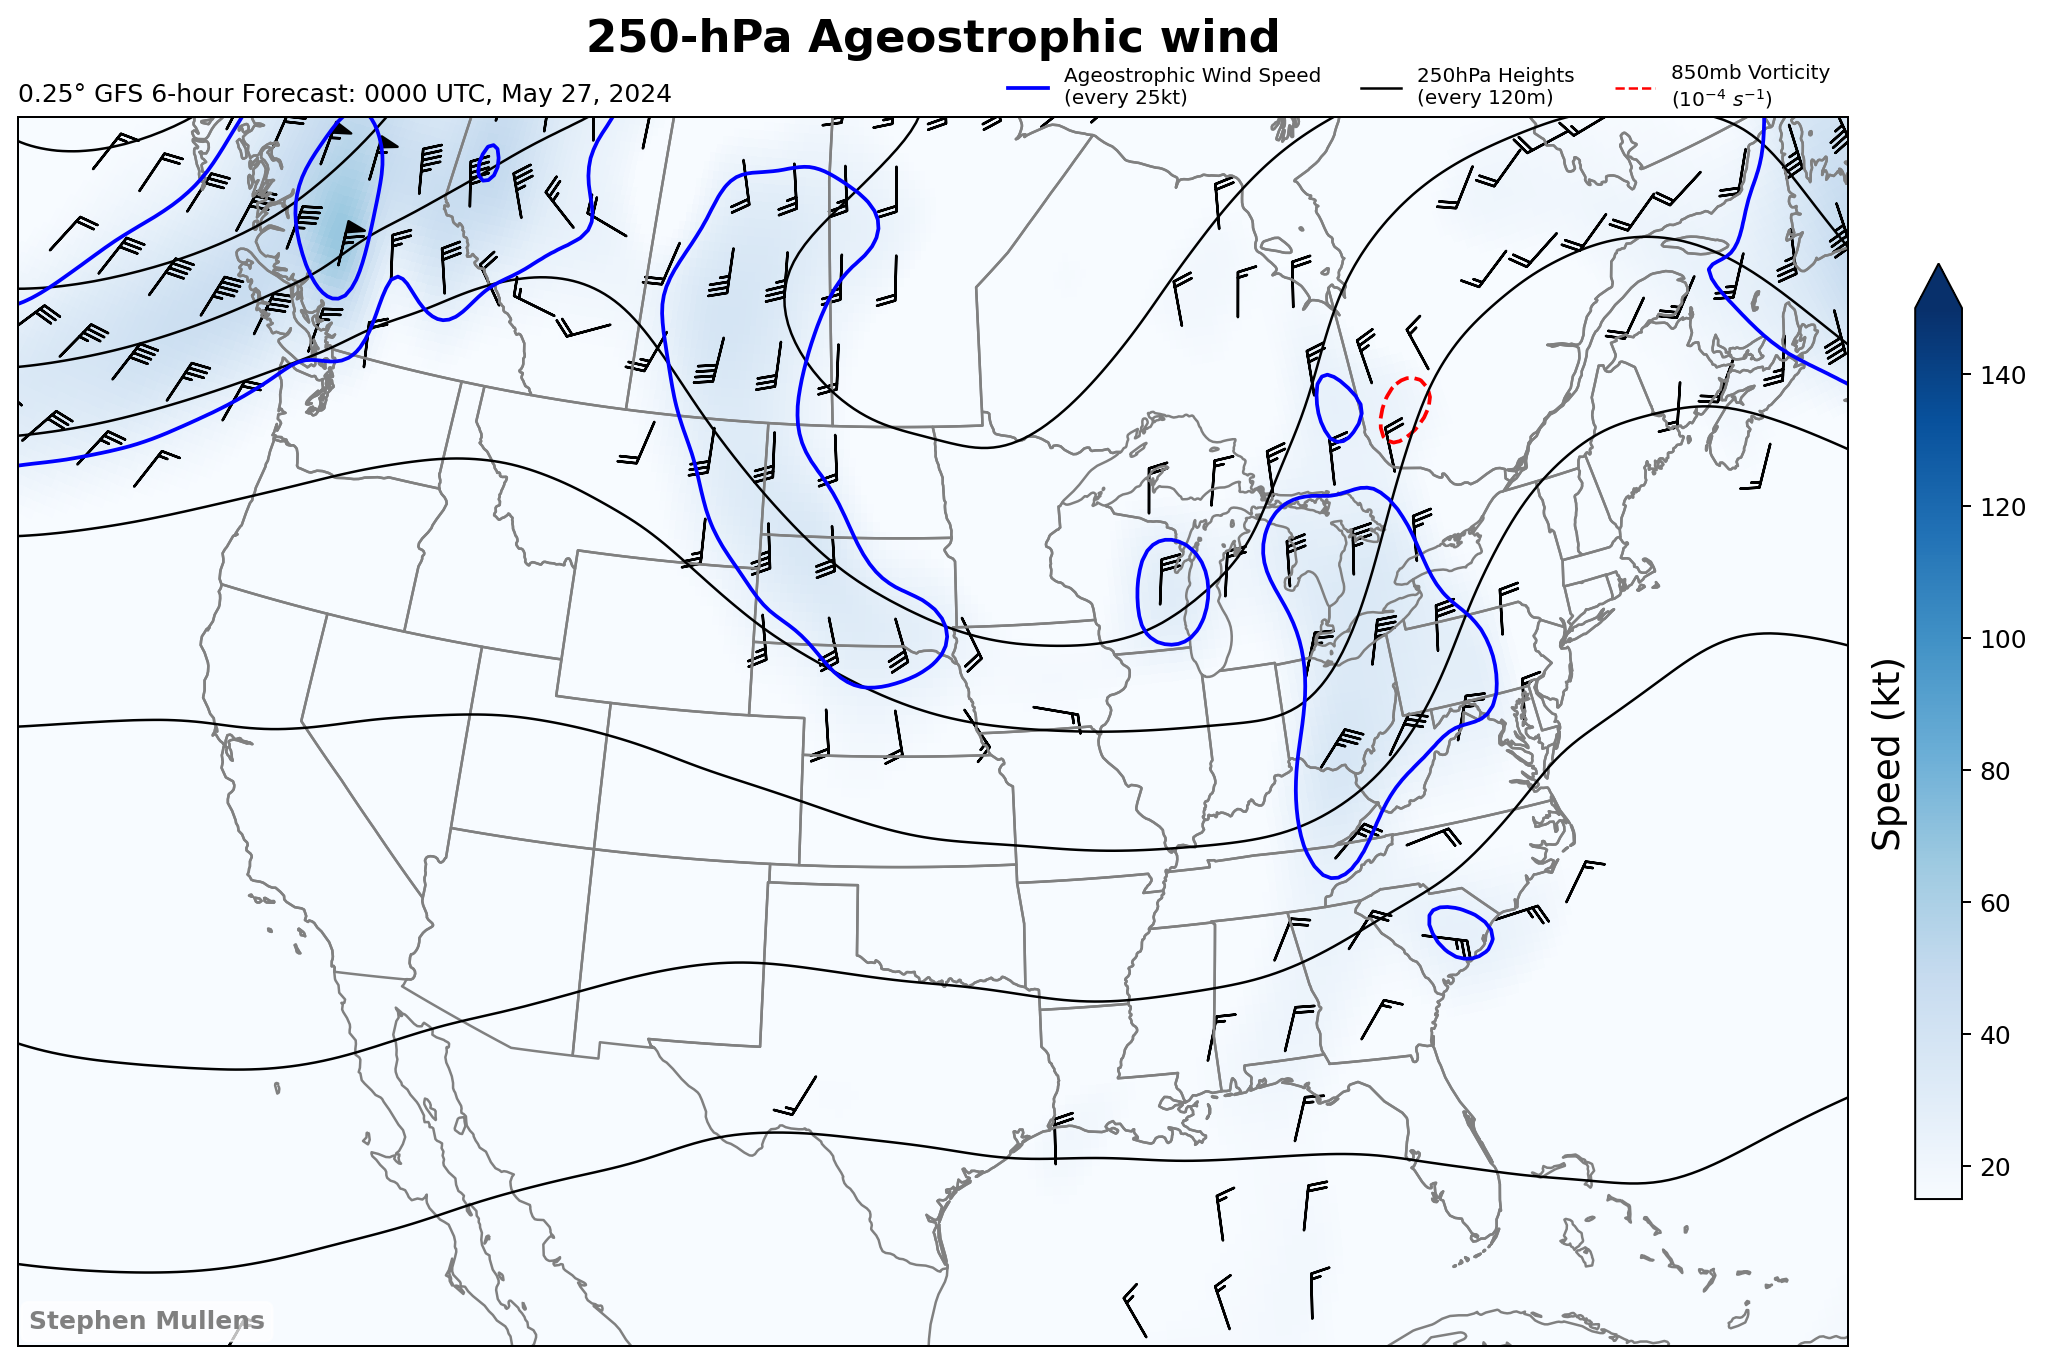 250-hPa Ageostrophic wind
0.25° GFS 6-hour Forecast: 0000 UTC, May 27, 2024
Ageostrophic Wind Speed
(every 25kt)
250hPa Heights
(every 120m)
850mb Vorticity
(10⁻⁴ s⁻¹)
140
120
100
80
60
40
20
Speed (kt)
Stephen Mullens